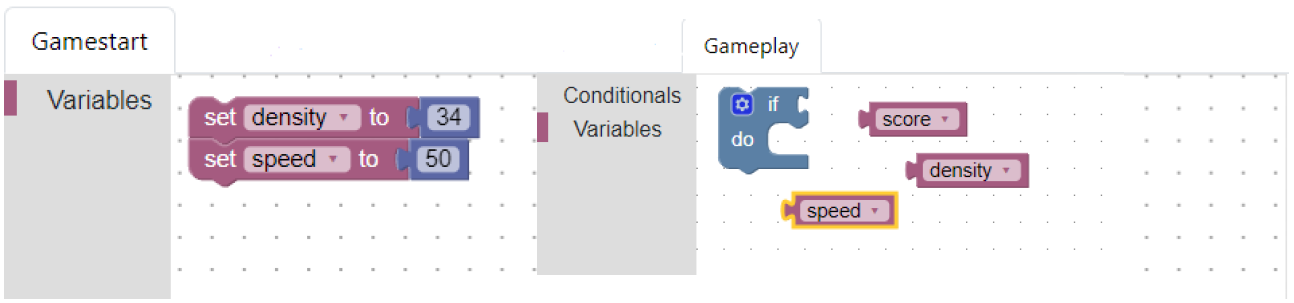 Gamestart
Variables
set density to 34
set speed to 50
Gameplay
Conditionals
Variables
if
do
score
density
speed